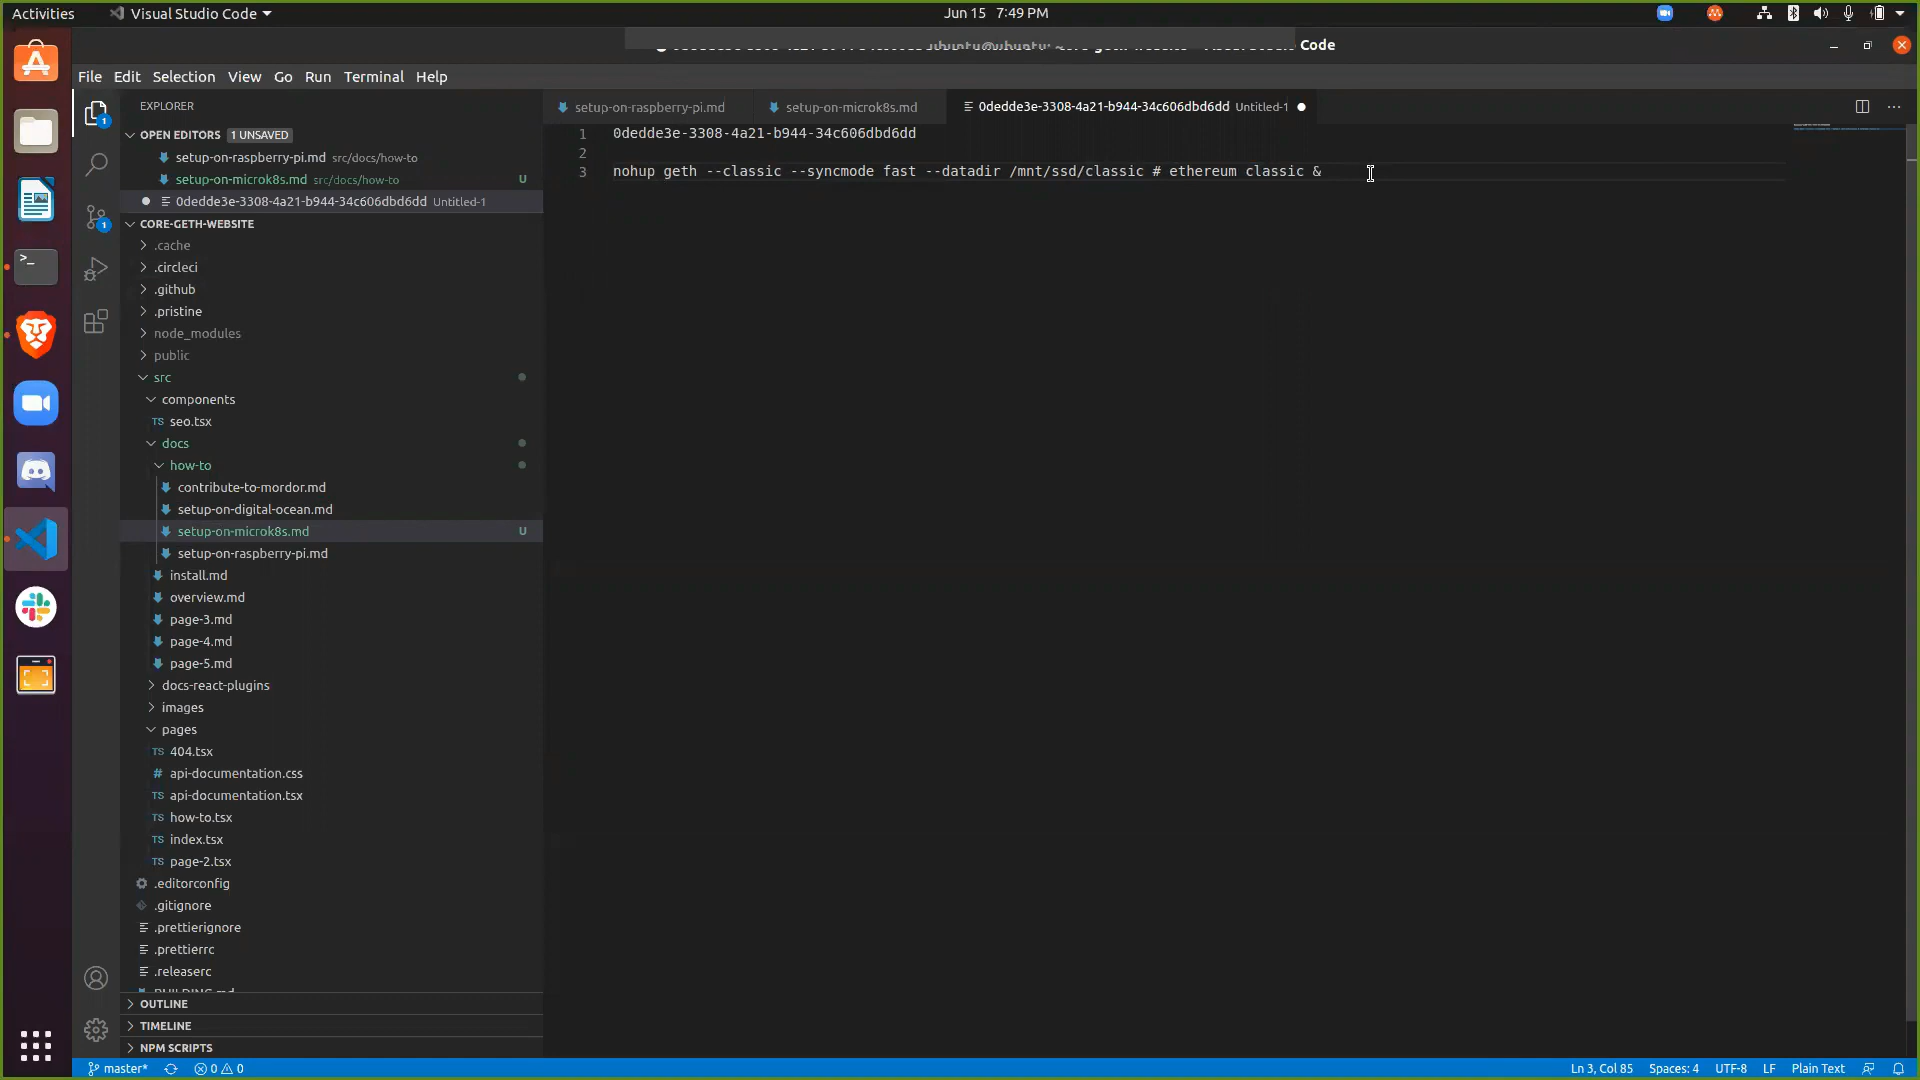 Activities
Visual Studio Code
Jun 15 7:49 PM
Code
File Edit Selection View Go Run Terminal Help
EXPLORER
OPEN EDITORS 1 UNSAVED
setup-on-raspberry-pi.md src/docs/how-to
setup-on-microk8s.md src/docs/how-to U
0dedde3e-3308-4a21-b944-34c606dbd6dd Untitled-1
CORE-GETH-WEBSITE
.cache
.circleci
.github
.pristine
node_modules
public
src
components
TS seo.tsx
docs
how-to
contribute-to-mordor.md
setup-on-digital-ocean.md
setup-on-microk8s.md U
setup-on-raspberry-pi.md
install.md
overview.md
page-3.md
page-4.md
page-5.md
docs-react-plugins
images
pages
TS 404.tsx
# api-documentation.css
TS api-documentation.tsx
TS how-to.tsx
TS index.tsx
TS page-2.tsx
.editorconfig
.gitignore
.prettierignore
.prettierrc
.releaserc
BUILDING.md
OUTLINE
TIMELINE
NPM SCRIPTS
setup-on-raspberry-pi.md
setup-on-microk8s.md
0dedde3e-3308-4a21-b944-34c606dbd6dd Untitled-1
1 0dedde3e-3308-4a21-b944-34c606dbd6dd
2
3 nohup geth --classic --syncmode fast --datadir /mnt/ssd/classic # ethereum classic &
master* 0 0
Ln 3, Col 85 Spaces: 4 UTF-8 LF Plain Text